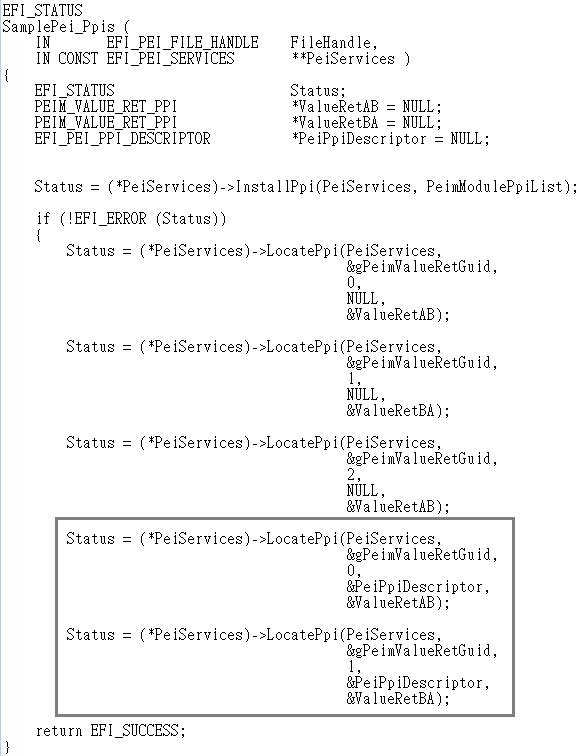 EFI_STATUS
SamplePei_Ppis (
    IN       EFI_PEI_FILE_HANDLE    FileHandle,
    IN CONST EFI_PEI_SERVICES       **PeiServices )
{
    EFI_STATUS                      Status;
    PEIM_VALUE_RET_PPI              *ValueRetAB = NULL;
    PEIM_VALUE_RET_PPI              *ValueRetBA = NULL;
    EFI_PEI_PPI_DESCRIPTOR          *PeiPpiDescriptor = NULL;
    Status = (*PeiServices)->InstallPpi(PeiServices, PeimModulePpiList);
    if (!EFI_ERROR (Status))
    {
        Status = (*PeiServices)->LocatePpi(PeiServices,
                                           &gPeimValueRetGuid,
                                           0,
                                           NULL,
                                           &ValueRetAB);
        Status = (*PeiServices)->LocatePpi(PeiServices,
                                           &gPeimValueRetGuid,
                                           1,
                                           NULL,
                                           &ValueRetBA);
        Status = (*PeiServices)->LocatePpi(PeiServices,
                                           &gPeimValueRetGuid,
                                           2,
                                           NULL,
                                           &ValueRetAB);
        Status = (*PeiServices)->LocatePpi(PeiServices,
                                           &gPeimValueRetGuid,
                                           0,
                                           &PeiPpiDescriptor,
                                           &ValueRetAB);
        Status = (*PeiServices)->LocatePpi(PeiServices,
                                           &gPeimValueRetGuid,
                                           1,
                                           &PeiPpiDescriptor,
                                           &ValueRetBA);
    }
    return EFI_SUCCESS;
}